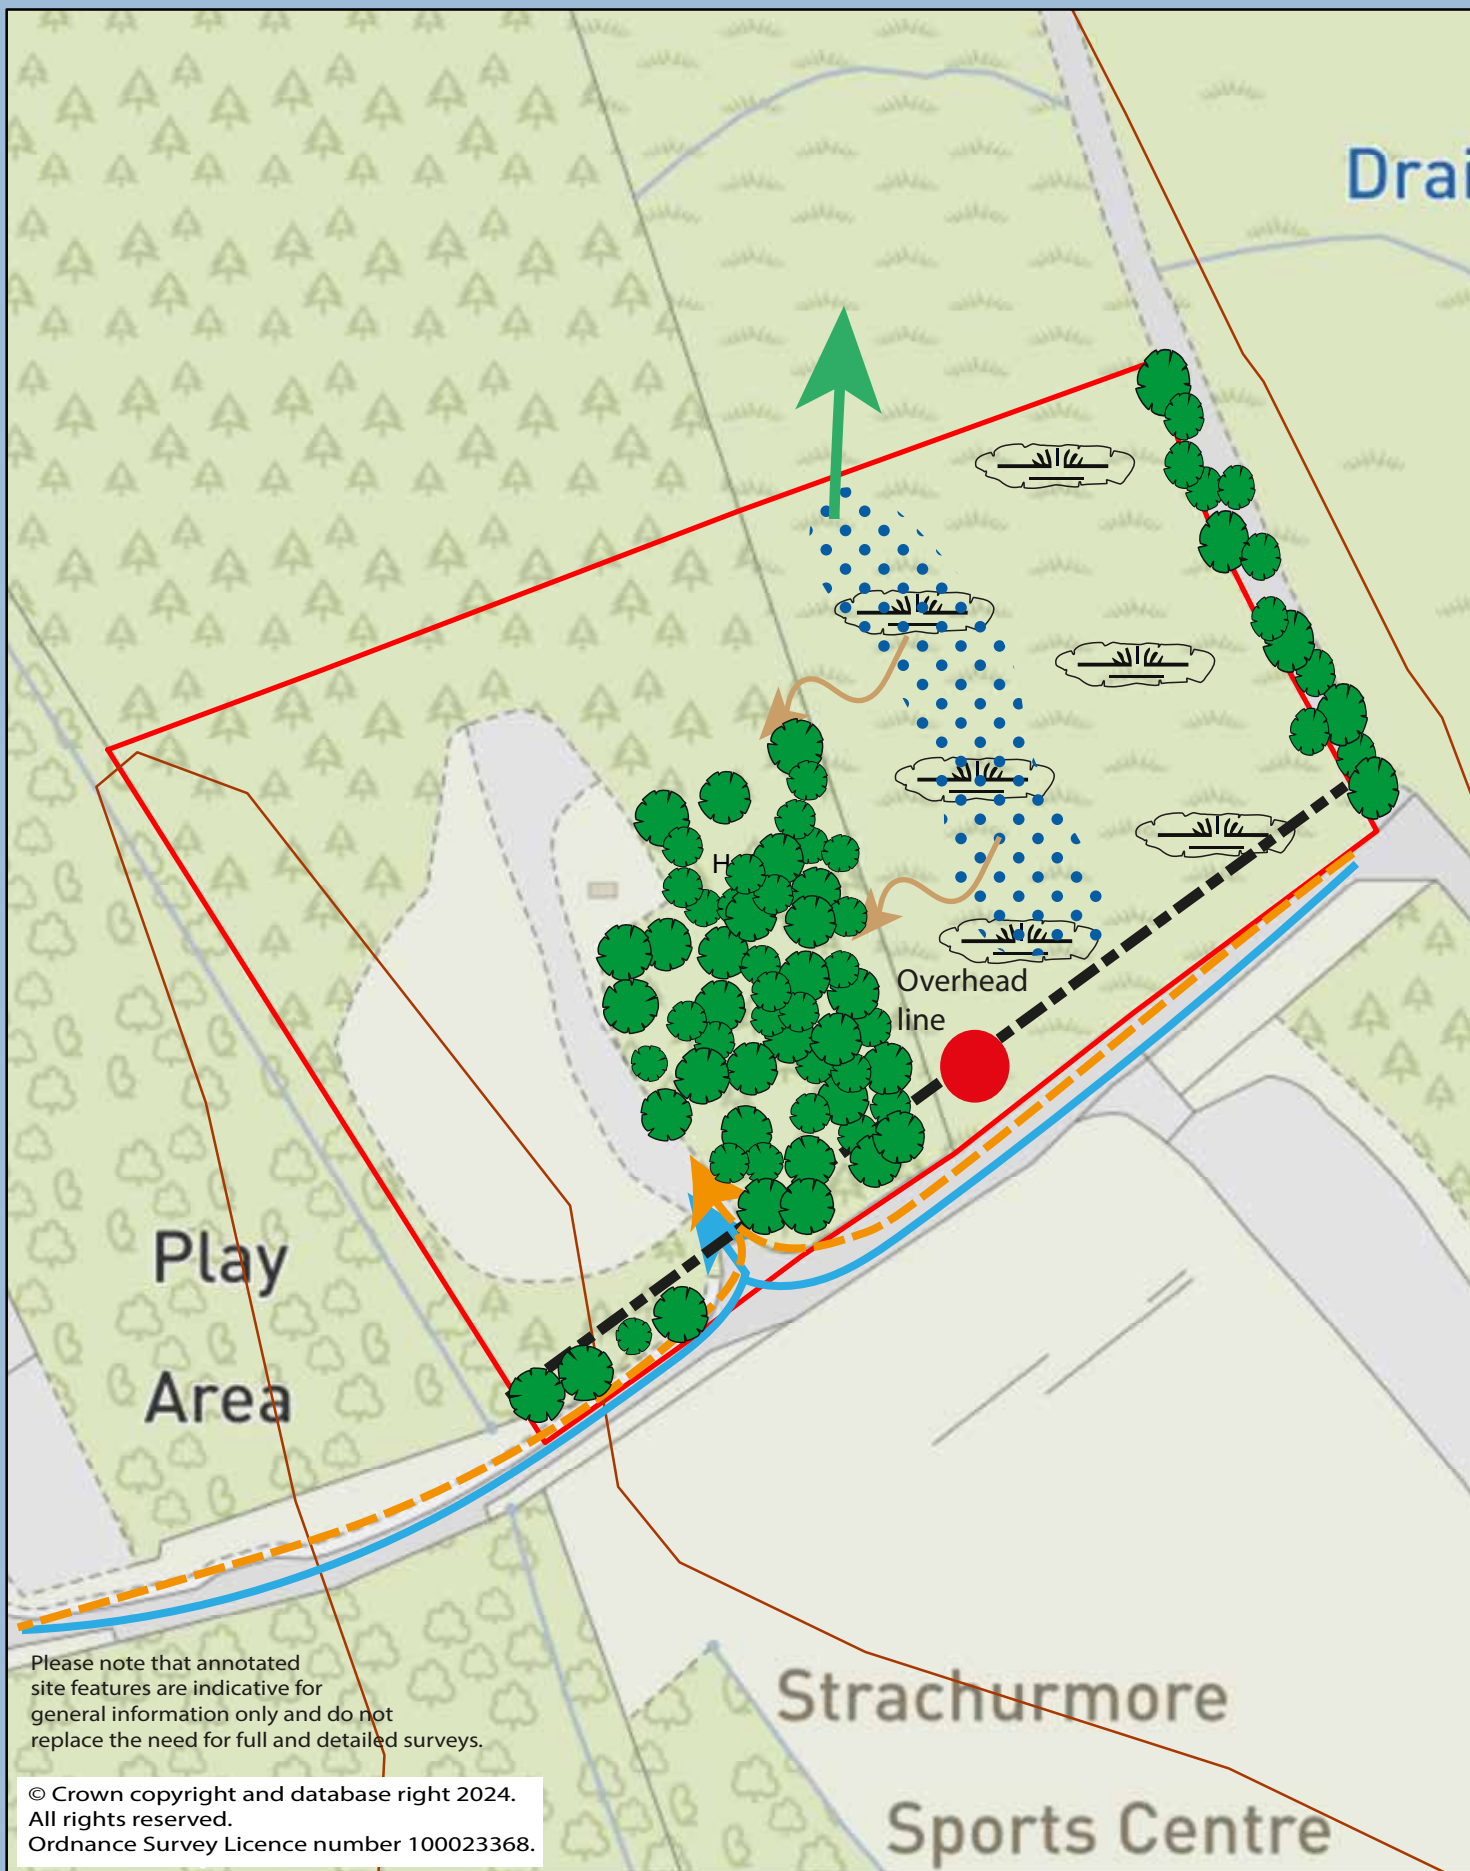 Drai
H
Overhead
line
Play
Area
Please note that annotated
site features are indicative for
general information only and do not
replace the need for full and detailed surveys.
Strachurmore
Sports Centre
© Crown copyright and database right 2024.
All rights reserved.
Ordnance Survey Licence number 100023368.